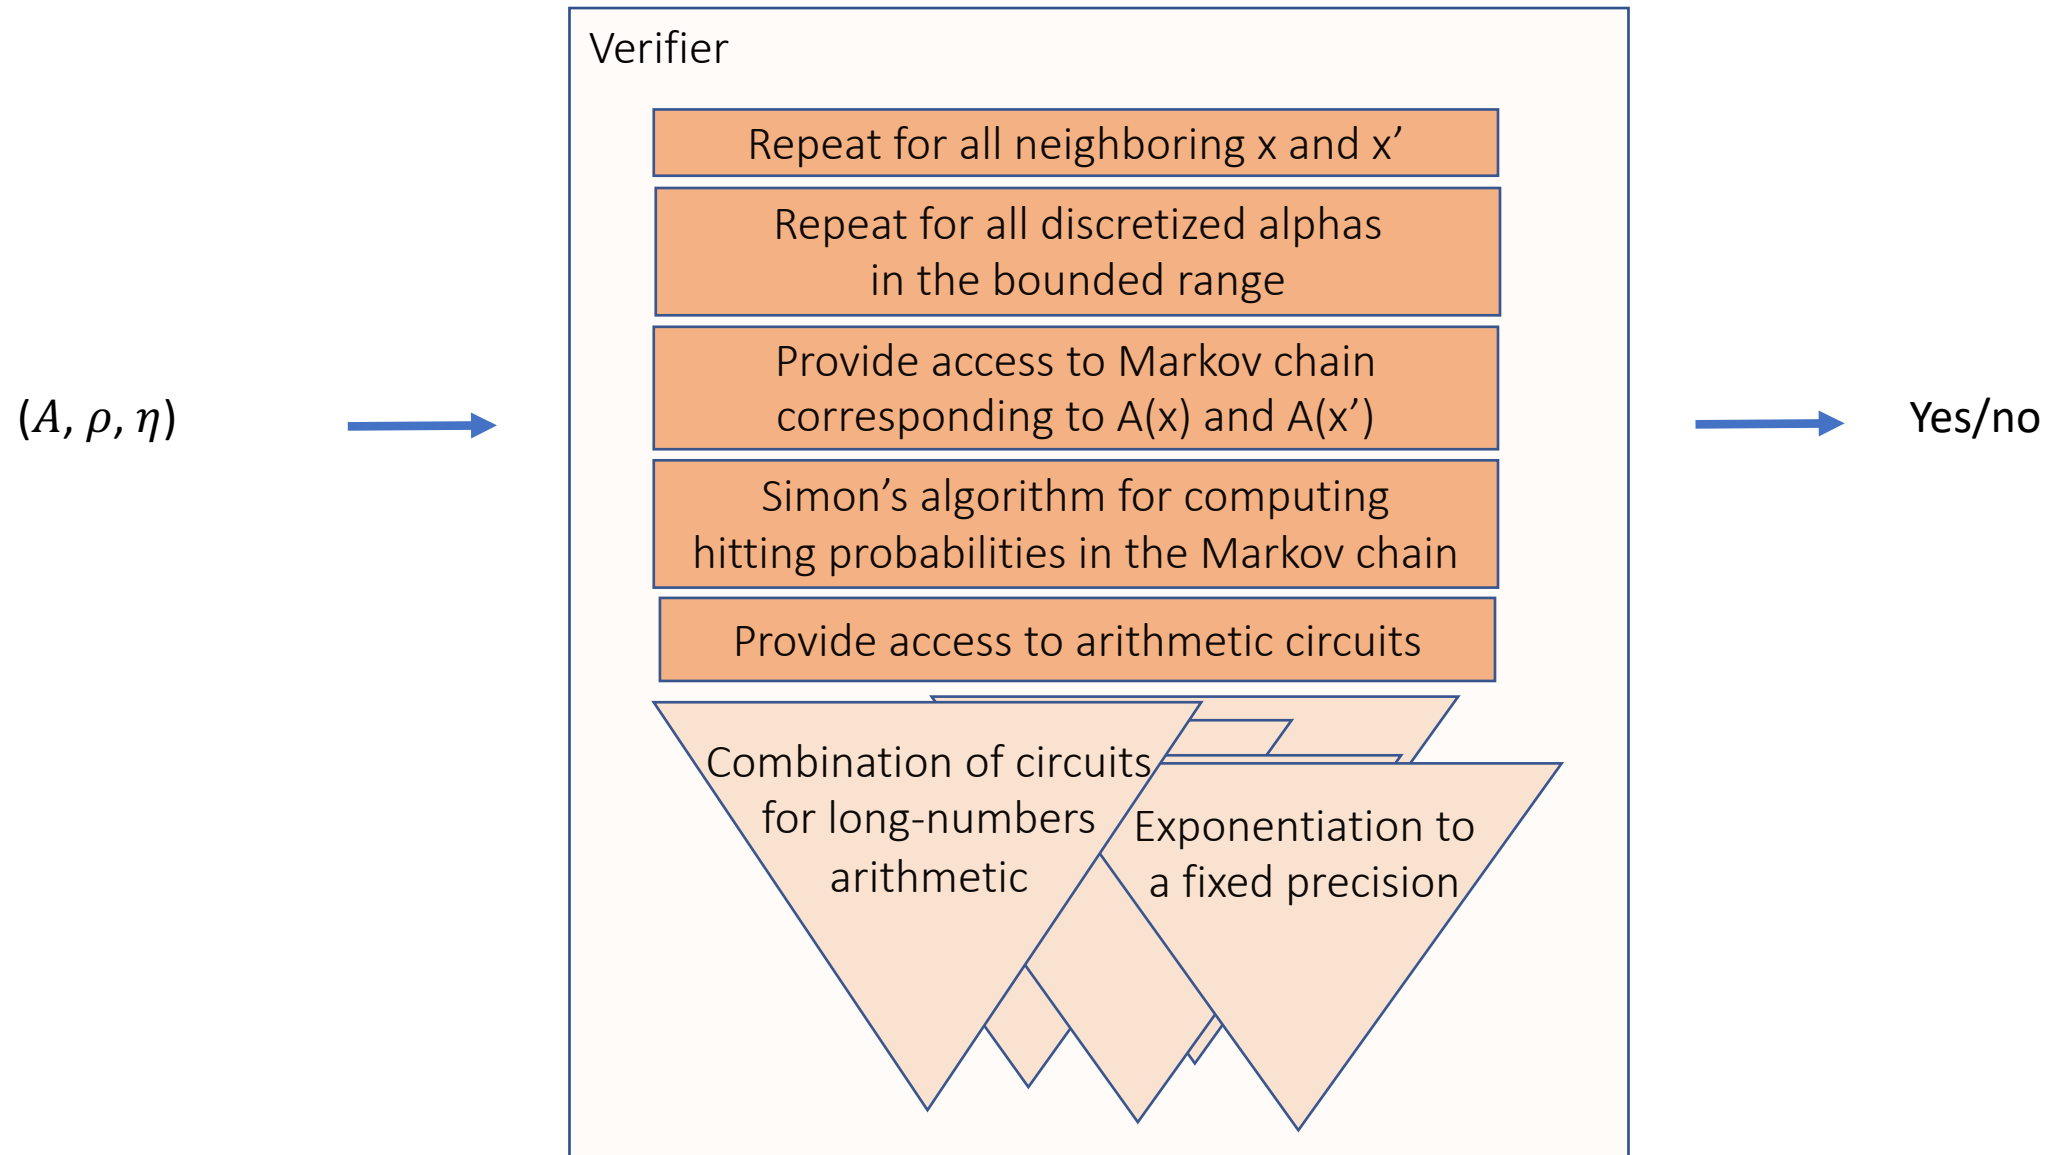 Verifier
Repeat for all neighboring x and x’
Repeat for all discretized alphas
in the bounded range
Provide access to Markov chain
corresponding to A(x) and A(x’)
Simon’s algorithm for computing
hitting probabilities in the Markov chain
Provide access to arithmetic circuits
Combination of circuits
for long-numbers
arithmetic
Exponentiation to
a fixed precision
(𝐴, 𝜌, 𝜂)
Yes/no